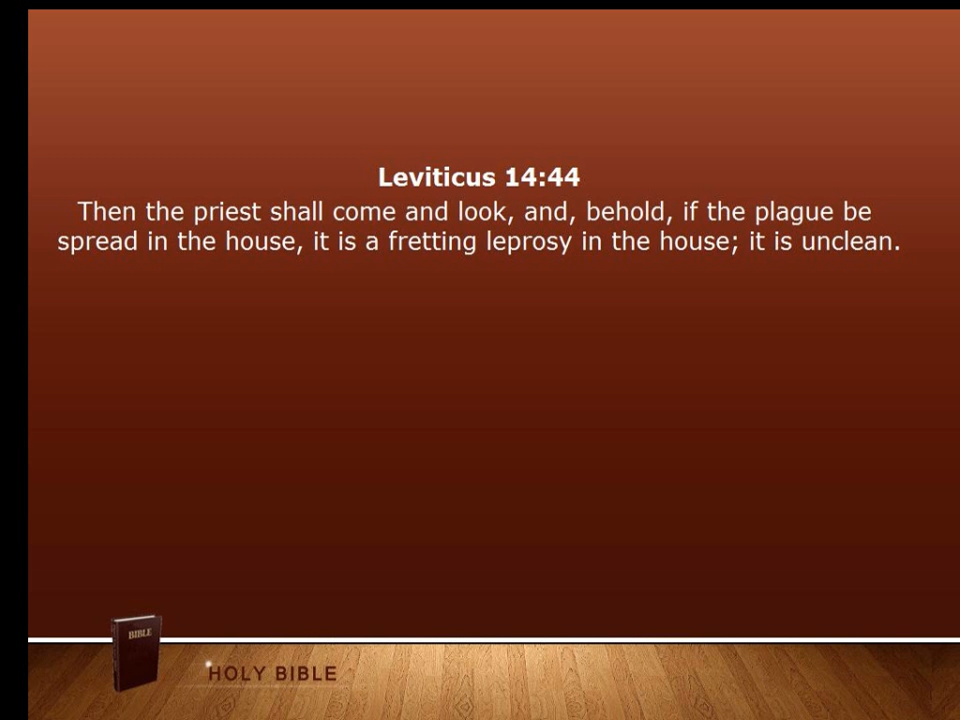 Leviticus 14:44
Then the priest shall come and look, and, behold, if the plague be
spread in the house, it is a fretting leprosy in the house; it is unclean.
BIBLE
HOLY BIBLE